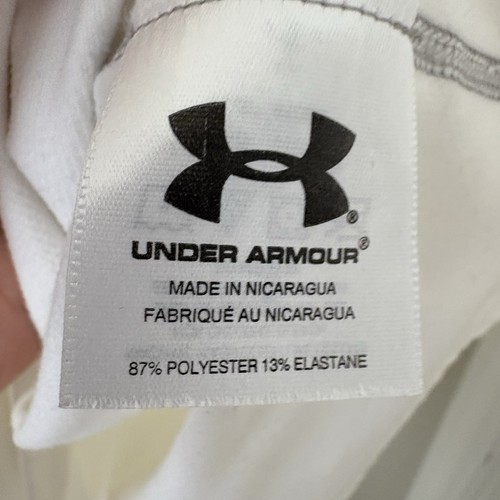 ®
UNDER ARMOUR®
MADE IN NICARAGUA
FABRIQUÉ AU NICARAGUA
87% POLYESTER 13% ELASTANE